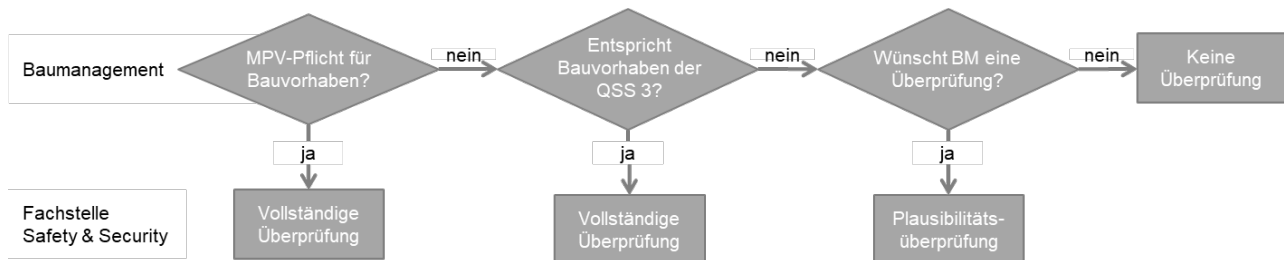 Baumanagement
MPV-Pflicht für
Bauvorhaben?
nein
Entspricht
Bauvorhaben der
QSS 3?
nein
Wünscht BM eine
Überprüfung?
nein
Keine
Überprüfung
ja
ja
ja
Fachstelle
Safety & Security
Vollständige
Überprüfung
Vollständige
Überprüfung
Plausibilitäts-
überprüfung